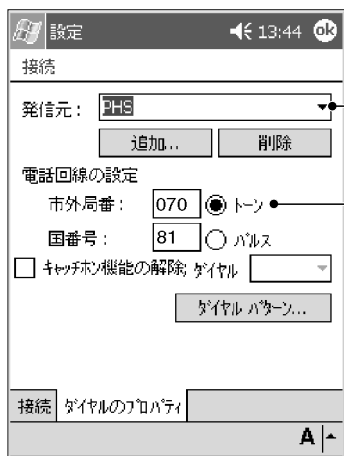 設定 13:44 ok
接続
発信元： PHS
追加... 削除
電話回線の設定
市外局番： 070 トーン
国番号： 81 パルス
キャッチホン機能の解除; ダイヤル
ダイヤル パターン...
接続 ダイヤルのプロパティ
A